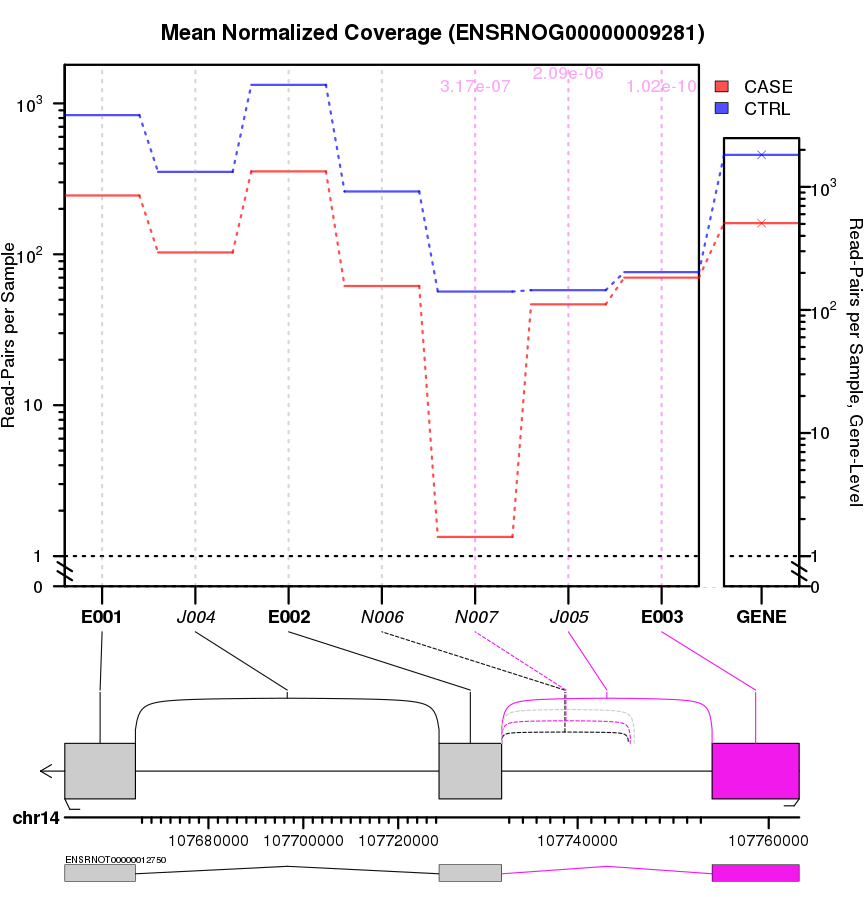 Mean Normalized Coverage (ENSRNOG00000009281)
3.17e-07
2.09e-06
1.02e-10
CASE
CTRL
Read-Pairs per Sample
10³
10²
10
1
0
Read-Pairs per Sample, Gene-Level
10³
10²
10
1
0
E001 J004 E002 N006 N007 J005 E003 GENE
chr14
107680000 107700000 107720000 107740000 107760000
ENSRNOT00000012750